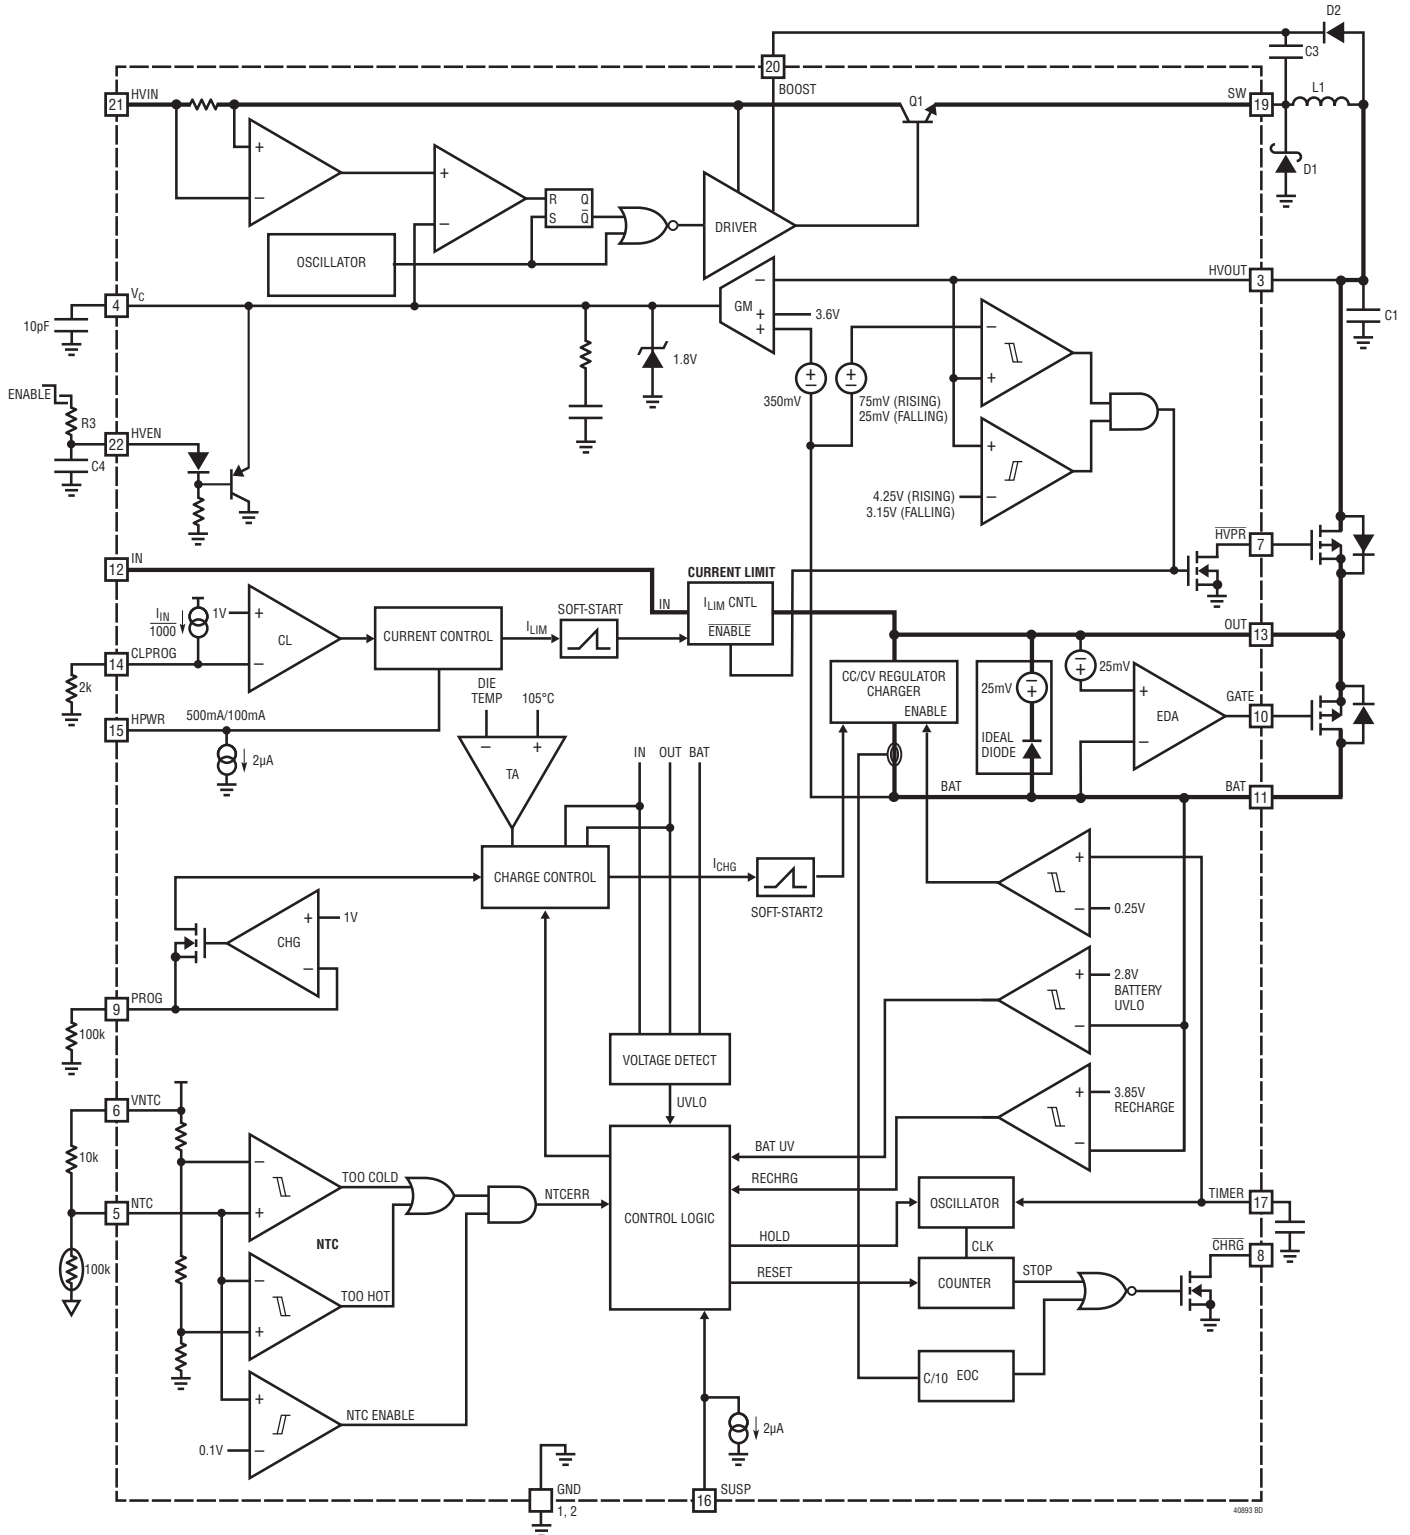 D2
C3
20
BOOST
21
HVIN
Q1
SW
19
L1
D1
+
−
+
−
R Q
S Q̅
DRIVER
OSCILLATOR
4
VC
10pF
−
GM
+
+
3.6V
1.8V
HVOUT
3
C1
+
−
350mV
+
−
75mV (RISING)
25mV (FALLING)
−
+
+
−
4.25V (RISING)
3.15V (FALLING)
ENABLE
R3
22
HVEN
C4
H̅V̅P̅R̅
7
12
IN
IIN
1000
1V
+
−
CL
14
CLPROG
2k
15
HPWR
500mA/100mA
2µA
CURRENT CONTROL
ILIM
SOFT-START
IN
CURRENT LIMIT
ILIM CNTL
E̅N̅A̅B̅L̅E̅
OUT
13
CC/CV REGULATOR
CHARGER
ENABLE
25mV
−
+
IDEAL
DIODE
−
+
25mV
+
−
EDA
GATE
10
BAT
BAT
11
DIE
TEMP
105°C
−
+
TA
IN OUT BAT
CHARGE CONTROL
ICHG
SOFT-START2
+
−
0.25V
+
1V
CHG
−
9
PROG
100k
+
2.8V
BATTERY
UVLO
−
VOLTAGE DETECT
UVLO
+
3.85V
RECHARGE
−
6
VNTC
10k
5
NTC
100k
−
+
TOO COLD
NTC
−
+
TOO HOT
+
−
0.1V
NTC ENABLE
NTCERR
CONTROL LOGIC
BAT UV
RECHRG
HOLD
RESET
OSCILLATOR
CLK
COUNTER
STOP
C/10 EOC
TIMER
17
C̅H̅R̅G̅
8
2µA
GND
1, 2
16
SUSP
40893 BD